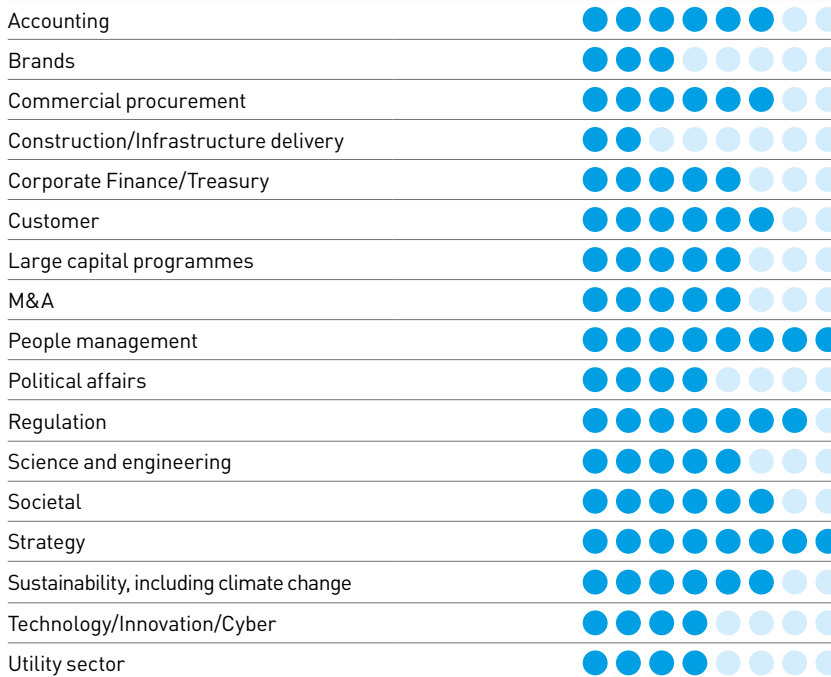 Accounting
Brands
Commercial procurement
Construction/Infrastructure delivery
Corporate Finance/Treasury
Customer
Large capital programmes
M&A
People management
Political affairs
Regulation
Science and engineering
Societal
Strategy
Sustainability, including climate change
Technology/Innovation/Cyber
Utility sector